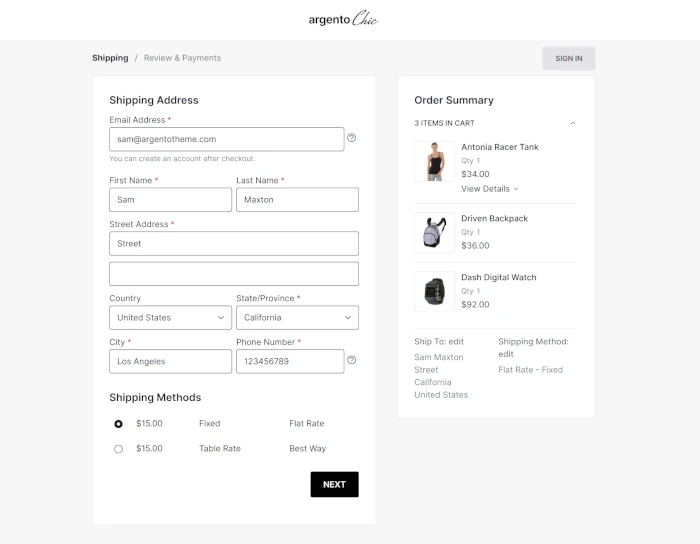 argento Chic
Shipping / Review & Payments
SIGN IN
Shipping Address
Email Address *
sam@argentotheme.com
You can create an account after checkout.
First Name * Last Name *
Sam Maxton
Street Address *
Street
Country State/Province *
United States California
City * Phone Number *
Los Angeles 123456789
Shipping Methods
$15.00 Fixed Flat Rate
$15.00 Table Rate Best Way
NEXT
Order Summary
3 ITEMS IN CART
Antonia Racer Tank
Qty 1
$34.00
View Details
Driven Backpack
Qty 1
$36.00
Dash Digital Watch
Qty 1
$92.00
Ship To: edit
Sam Maxton
Street
California
United States
Shipping Method:
edit
Flat Rate - Fixed